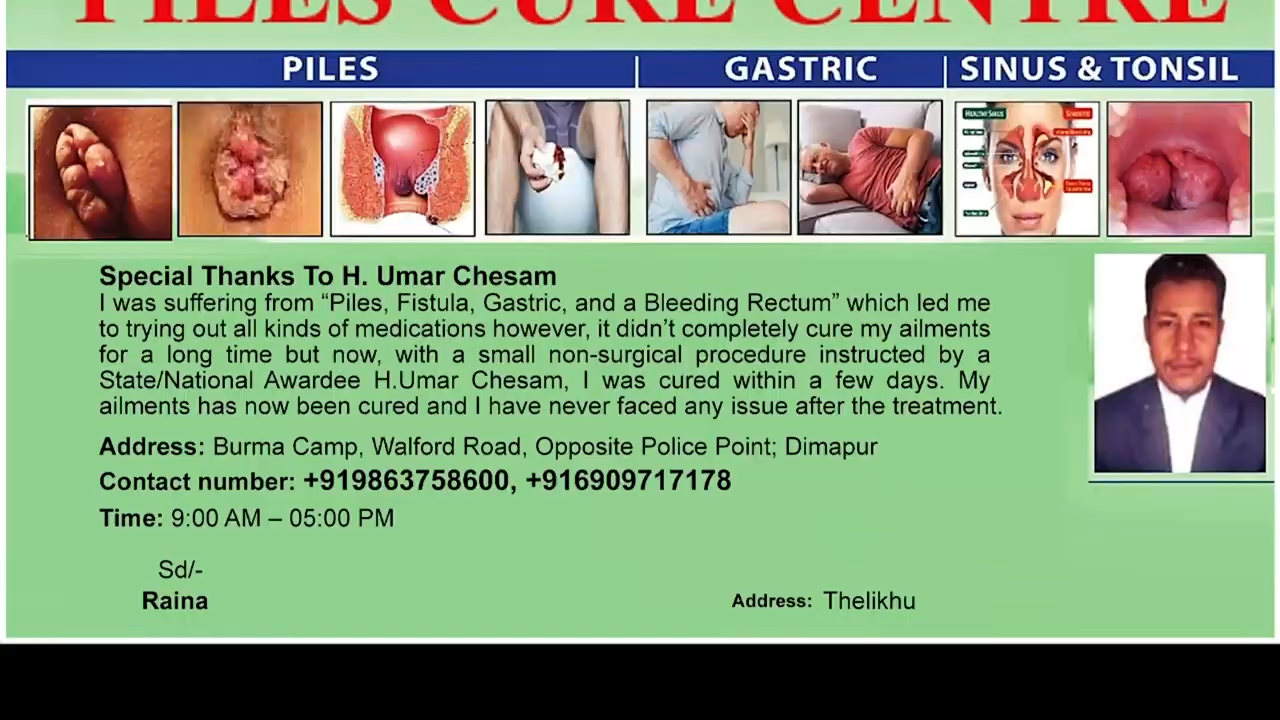 PILES CURE CENTRE
PILES | GASTRIC | SINUS & TONSIL
Special Thanks To H. Umar Chesam
I was suffering from “Piles, Fistula, Gastric, and a Bleeding Rectum” which led me
to trying out all kinds of medications however, it didn’t completely cure my ailments
for a long time but now, with a small non-surgical procedure instructed by a
State/National Awardee H.Umar Chesam, I was cured within a few days. My
ailments has now been cured and I have never faced any issue after the treatment.
Address: Burma Camp, Walford Road, Opposite Police Point; Dimapur
Contact number: +919863758600, +916909717178
Time: 9:00 AM – 05:00 PM
Sd/-
Raina
Address: Thelikhu